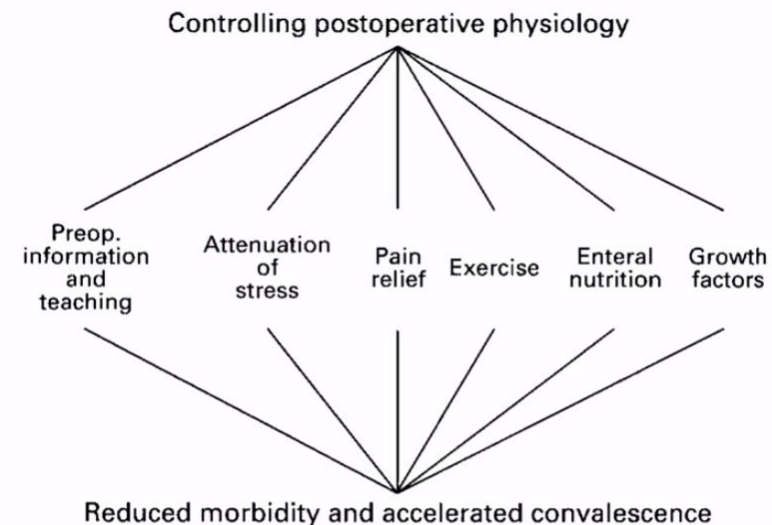 Controlling postoperative physiology
Preop.
information
and
teaching
Attenuation
of
stress
Pain
relief
Exercise
Enteral
nutrition
Growth
factors
Reduced morbidity and accelerated convalescence